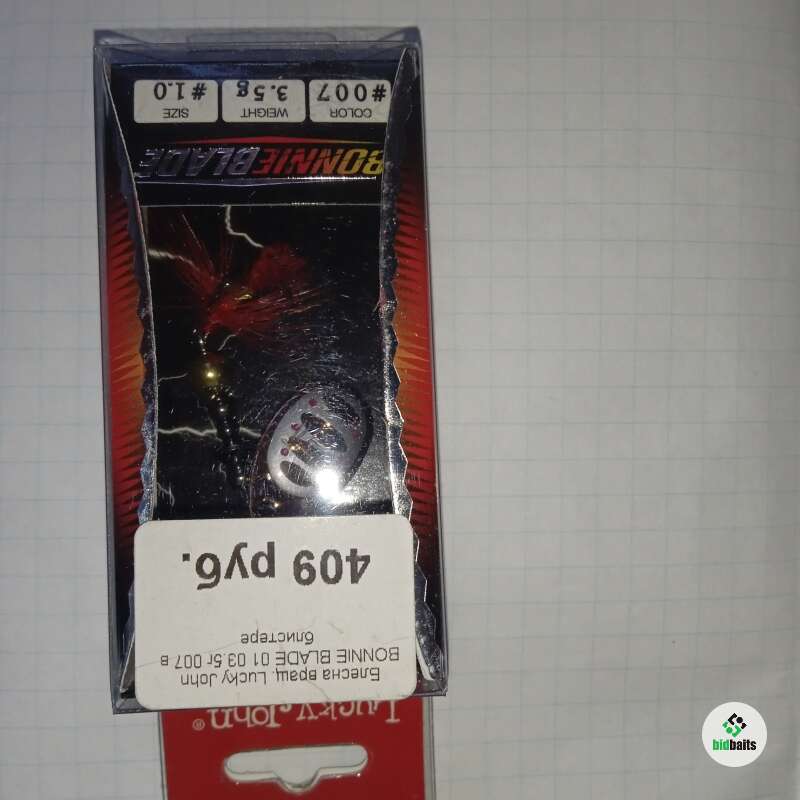 Lucky John®
Блесна вращ. Lucky John
BONNIE BLADE 01 03.5г 007 в
блистере
409 руб.
BONNIE BLADE
COLOR
#007
WEIGHT
3.5g
SIZE
#1.0
bidbaits